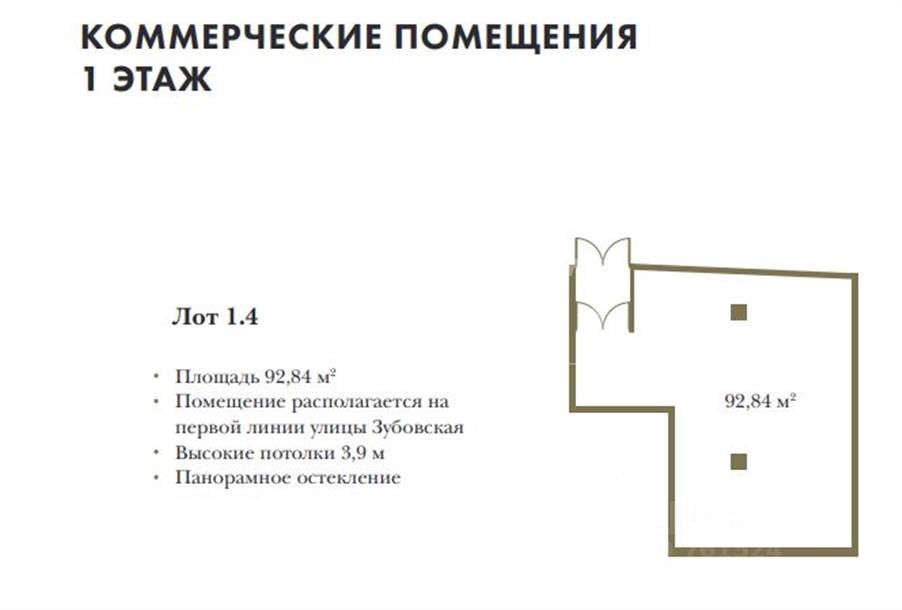 КОММЕРЧЕСКИЕ ПОМЕЩЕНИЯ
1 ЭТАЖ
Лот 1.4
• Площадь 92,84 м²
• Помещение располагается на
первой линии улицы Зубовская
• Высокие потолки 3,9 м
• Панорамное остекление
92,84 м²